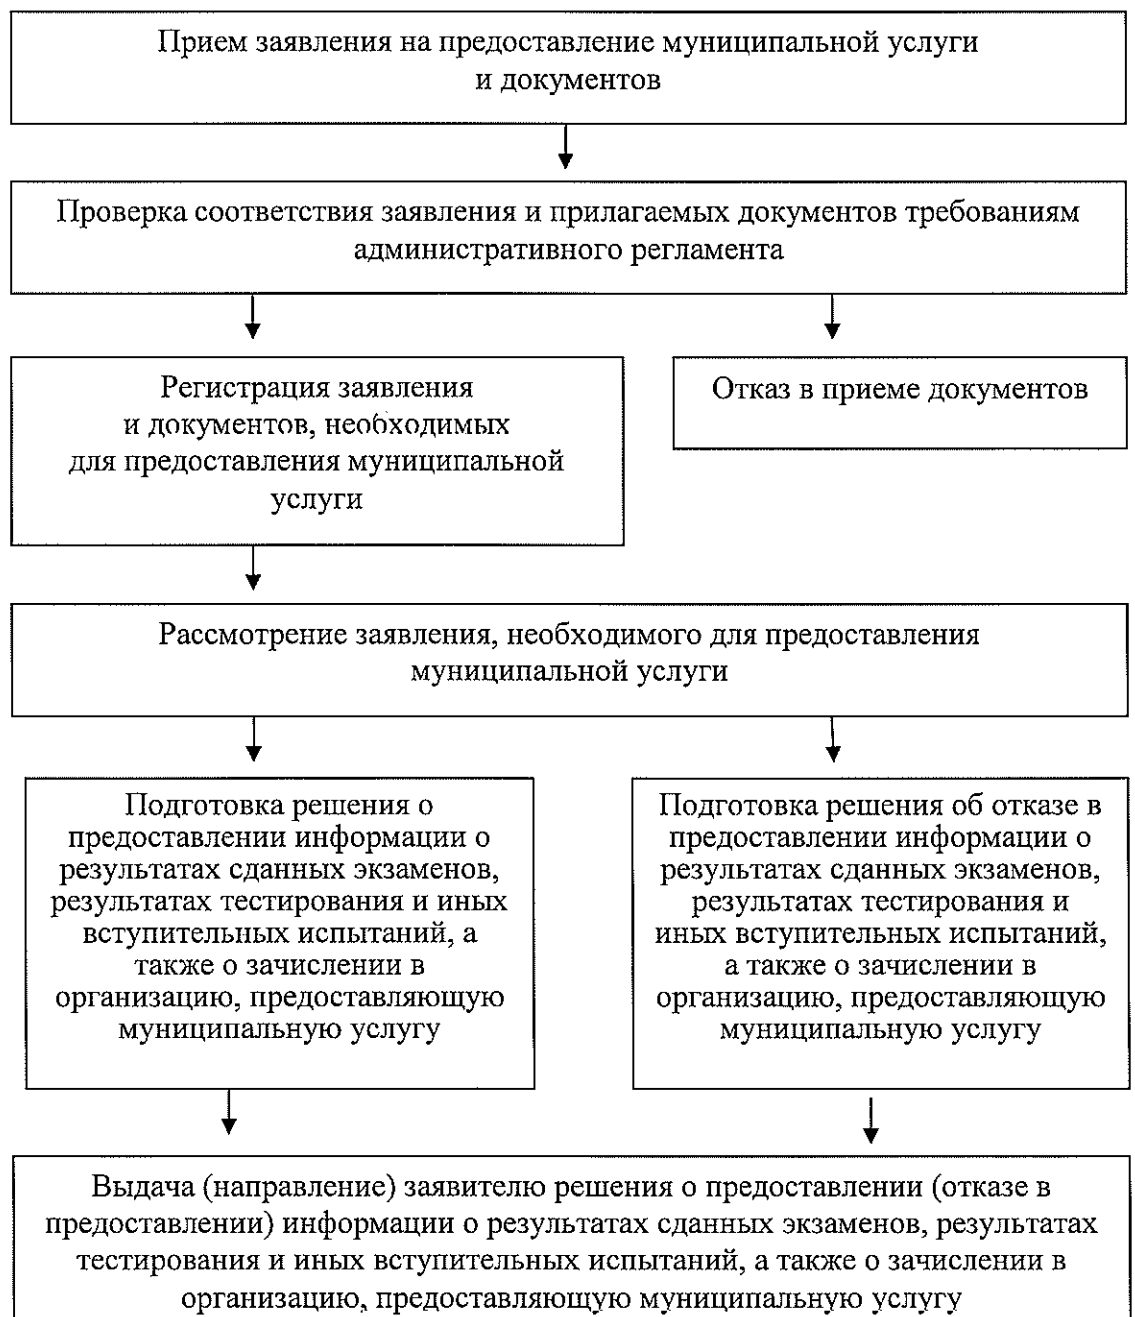 Прием заявления на предоставление муниципальной услуги
и документов
Проверка соответствия заявления и прилагаемых документов требованиям
административного регламента
Регистрация заявления
и документов, необходимых
для предоставления муниципальной
услуги
Отказ в приеме документов
Рассмотрение заявления, необходимого для предоставления
муниципальной услуги
Подготовка решения о
предоставлении информации о
результатах сданных экзаменов,
результатах тестирования и иных
вступительных испытаний, а
также о зачислении в
организацию, предоставляющую
муниципальную услугу
Подготовка решения об отказе в
предоставлении информации о
результатах сданных экзаменов,
результатах тестирования и
иных вступительных испытаний,
а также о зачислении в
организацию, предоставляющую
муниципальную услугу
Выдача (направление) заявителю решения о предоставлении (отказе в
предоставлении) информации о результатах сданных экзаменов, результатах
тестирования и иных вступительных испытаний, а также о зачислении в
организацию, предоставляющую муниципальную услугу